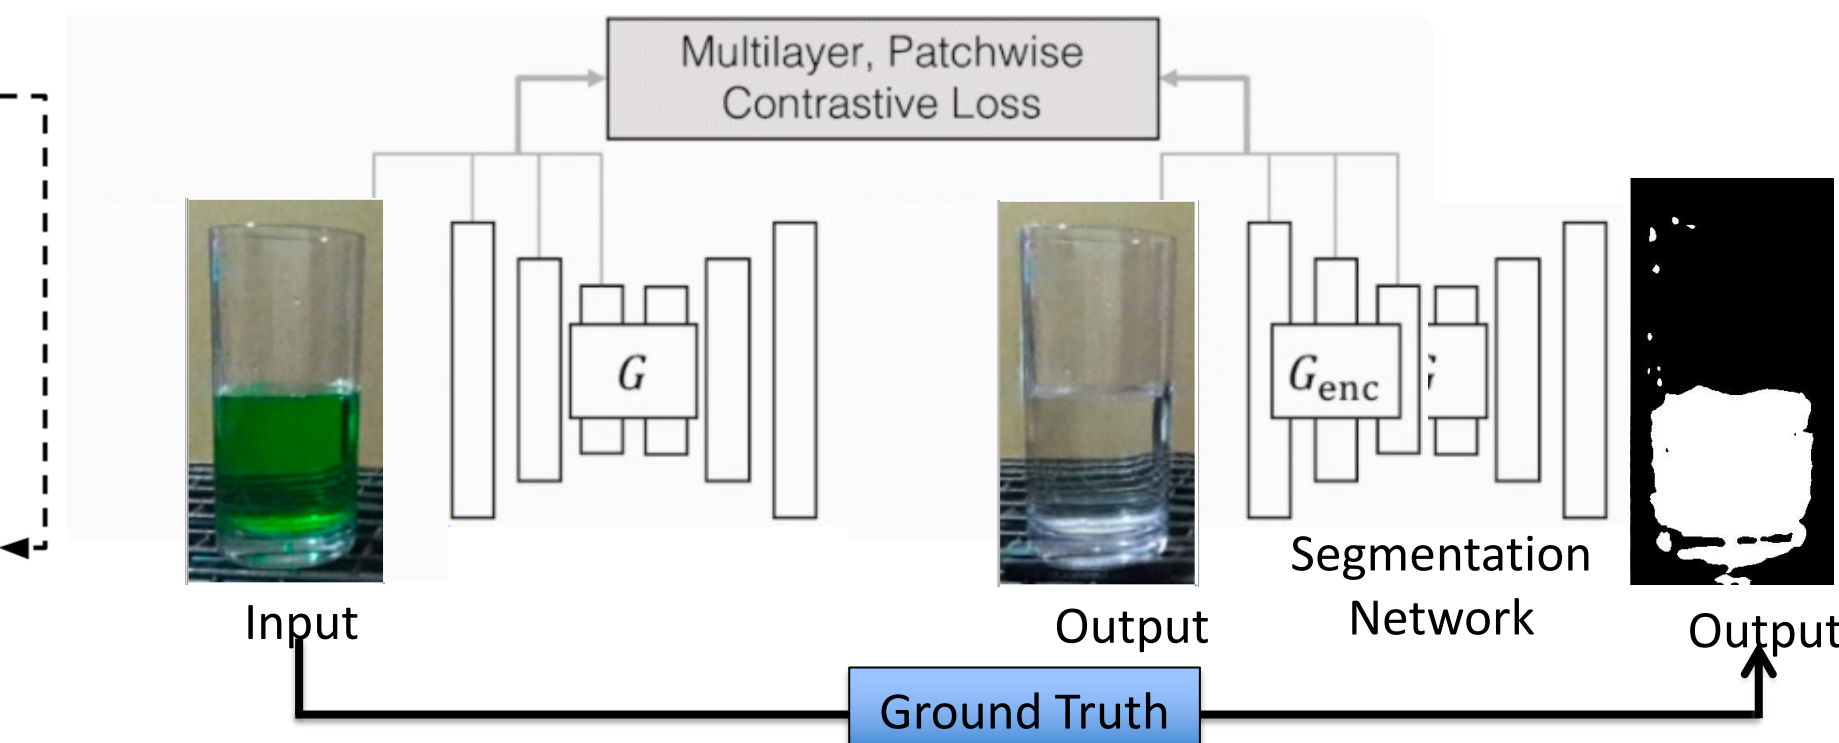 Multilayer, Patchwise
Contrastive Loss
G
Genc
Segmentation
Network
Input
Output
Output
Ground Truth